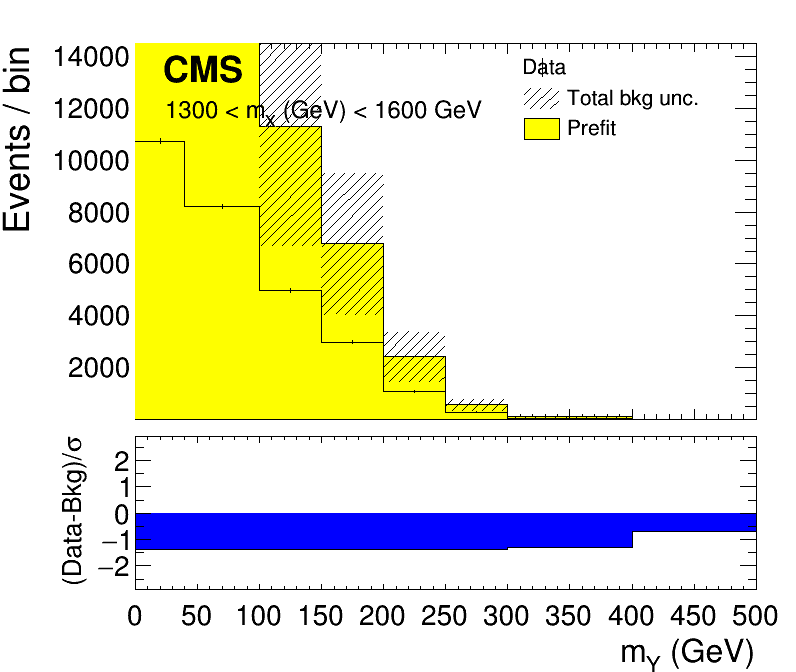 Events / bin
14000
12000
10000
8000
6000
4000
2000
CMS
1300 < mX (GeV) < 1600 GeV
Data
Total bkg unc.
Prefit
(Data-Bkg)/σ
2
1
0
−1
−2
0 50 100 150 200 250 300 350 400 450 500
mY (GeV)